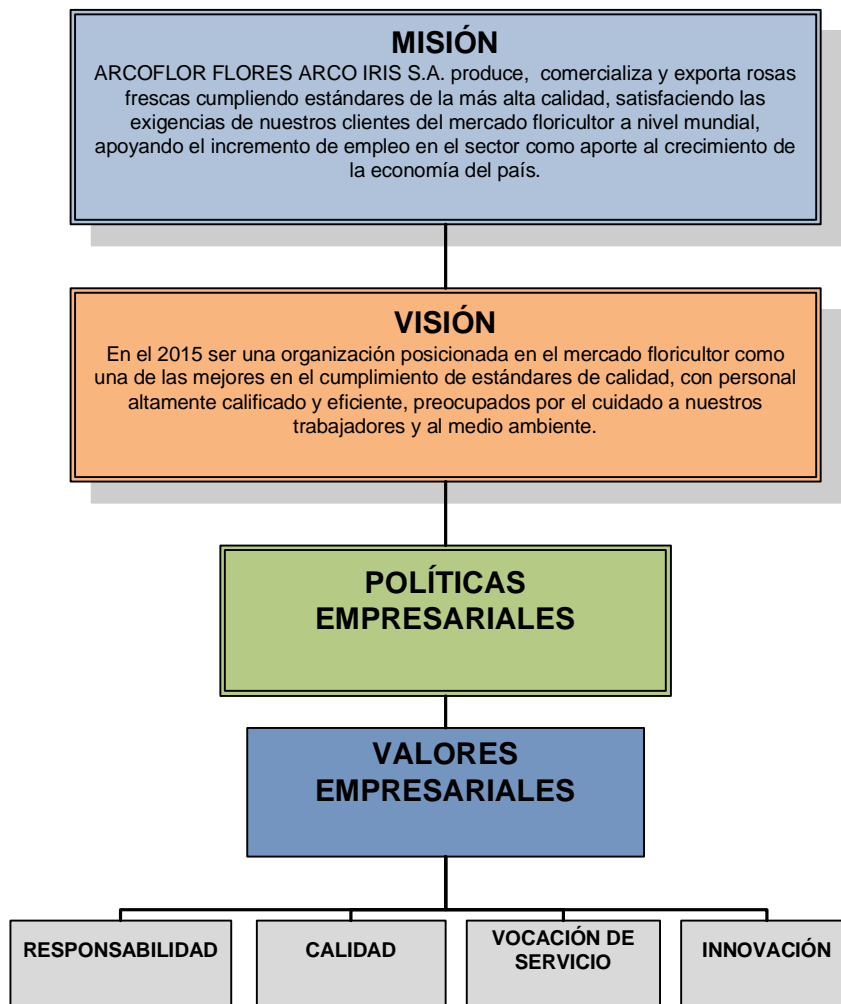 MISIÓN
ARCOFLOR FLORES ARCO IRIS S.A. produce, comercializa y exporta rosas
frescas cumpliendo estándares de la más alta calidad, satisfaciendo las
exigencias de nuestros clientes del mercado floricultor a nivel mundial,
apoyando el incremento de empleo en el sector como aporte al crecimiento de
la economía del país.
VISIÓN
En el 2015 ser una organización posicionada en el mercado floricultor como
una de las mejores en el cumplimiento de estándares de calidad, con personal
altamente calificado y eficiente, preocupados por el cuidado a nuestros
trabajadores y al medio ambiente.
POLÍTICAS
EMPRESARIALES
VALORES
EMPRESARIALES
RESPONSABILIDAD
CALIDAD
VOCACIÓN DE
SERVICIO
INNOVACIÓN